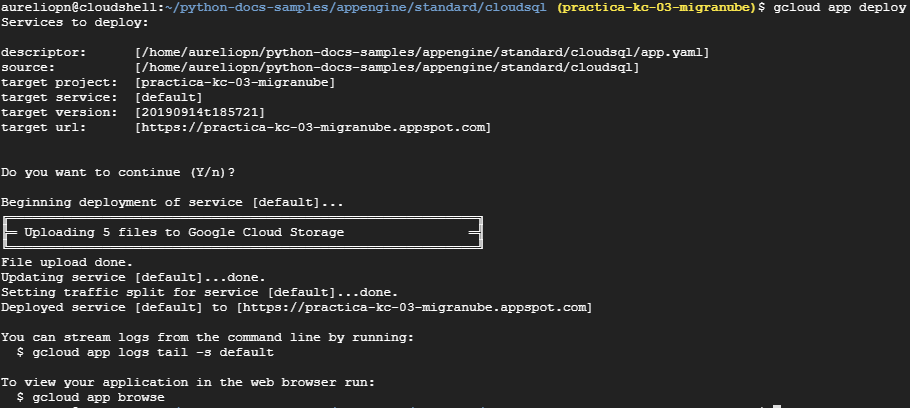 aureliopn@cloudshell:~/python-docs-samples/appengine/standard/cloudsql (practica-kc-03-migranube)$ gcloud app deploy
Services to deploy:
descriptor:      [/home/aureliopn/python-docs-samples/appengine/standard/cloudsql/app.yaml]
source:          [/home/aureliopn/python-docs-samples/appengine/standard/cloudsql]
target project:  [practica-kc-03-migranube]
target service:  [default]
target version:  [20190914t185721]
target url:      [https://practica-kc-03-migranube.appspot.com]
Do you want to continue (Y/n)?
Beginning deployment of service [default]...
Uploading 5 files to Google Cloud Storage
File upload done.
Updating service [default]...done.
Setting traffic split for service [default]...done.
Deployed service [default] to [https://practica-kc-03-migranube.appspot.com]
You can stream logs from the command line by running:
  $ gcloud app logs tail -s default
To view your application in the web browser run:
  $ gcloud app browse